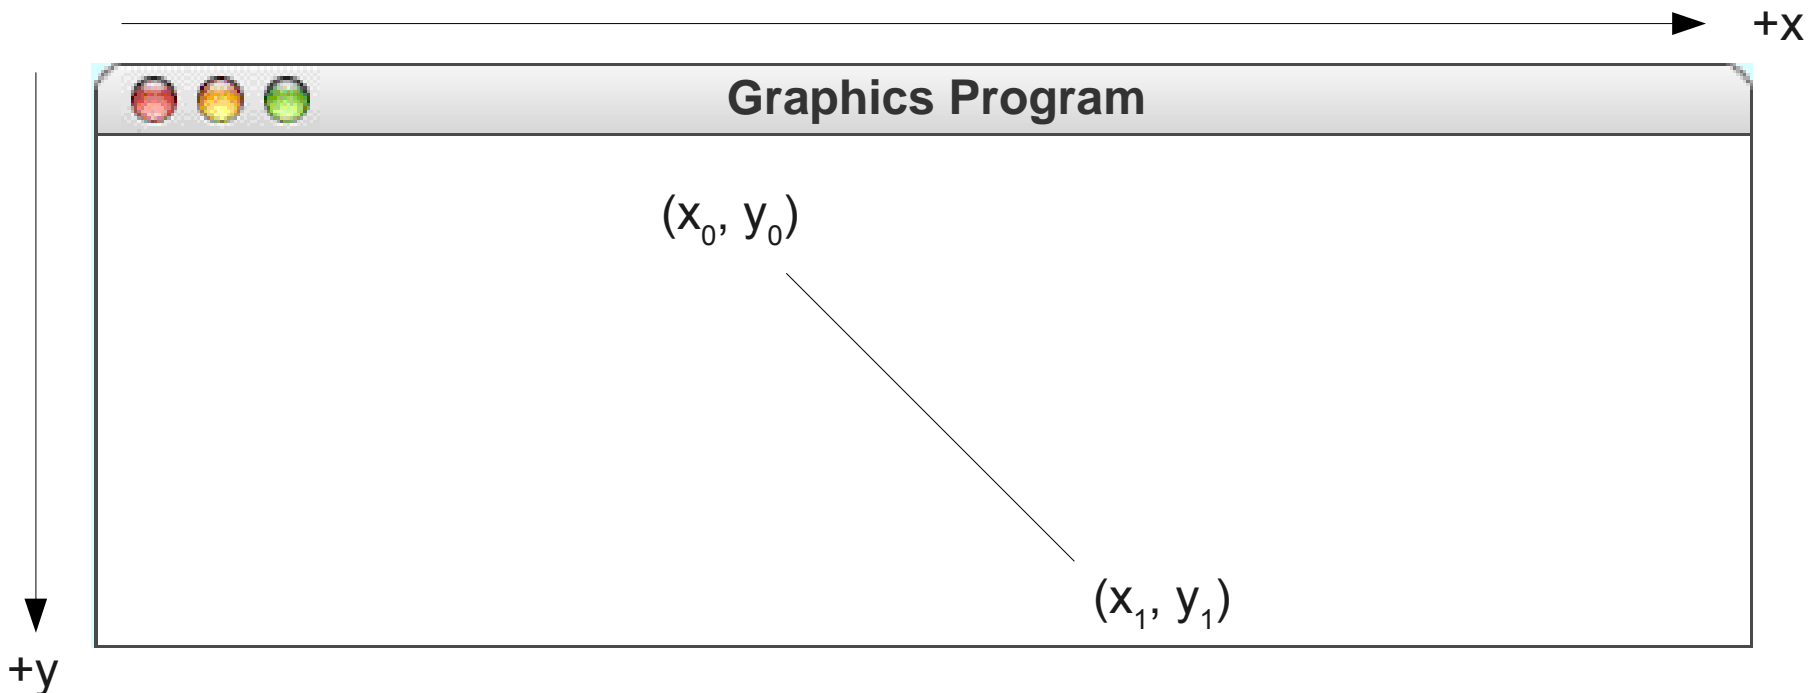 +x
Graphics Program
(x₀, y₀)
(x₁, y₁)
+y